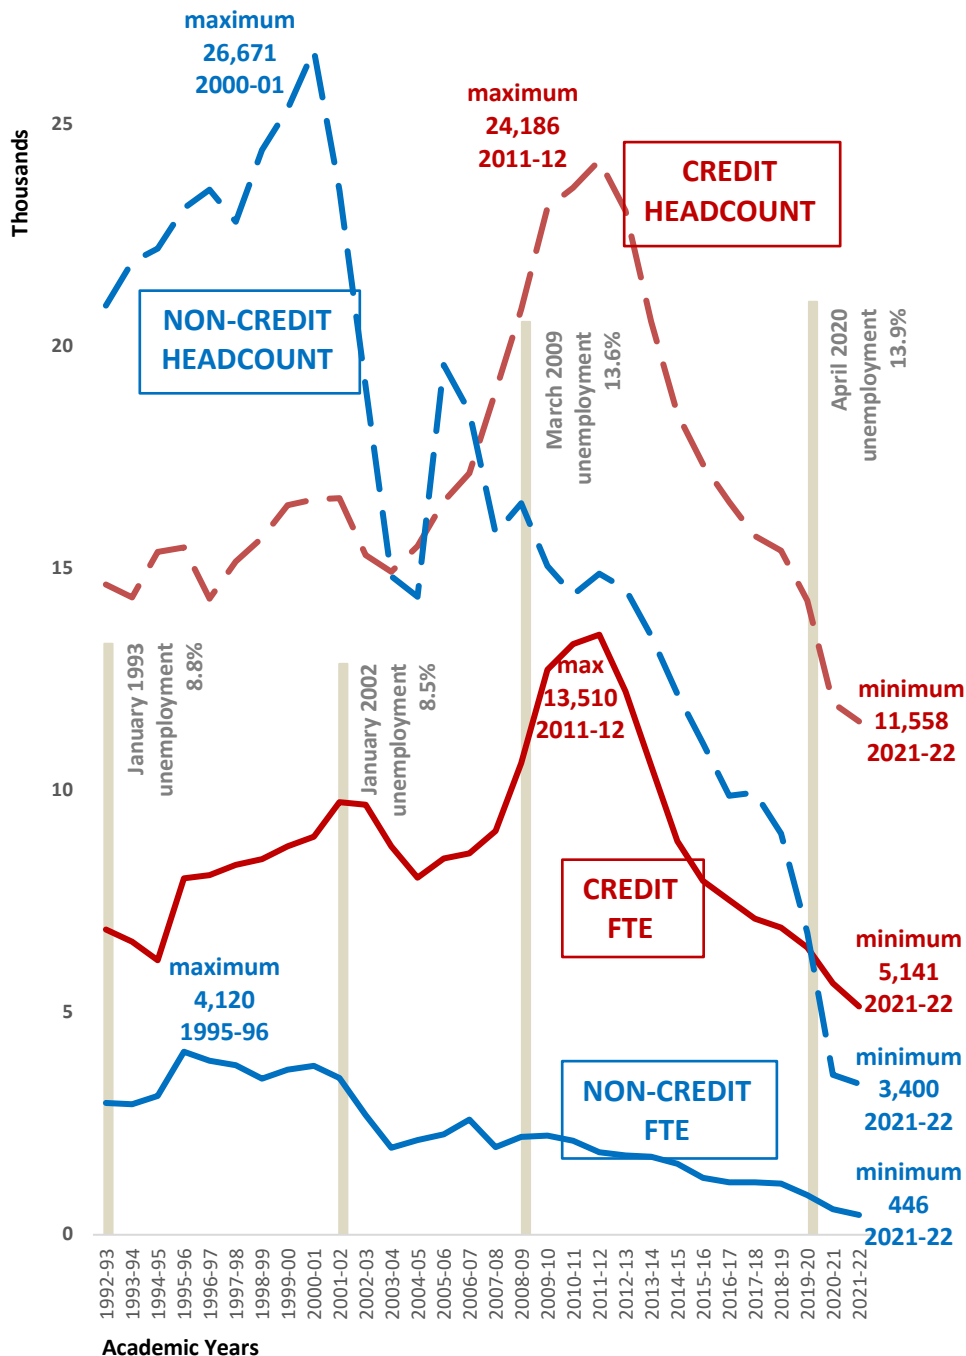 maximum
26,671
2000-01
maximum
24,186
2011-12
25
Thousands
CREDIT
HEADCOUNT
NON-CREDIT
HEADCOUNT
20
March 2009
unemployment
13.6%
April 2020
unemployment
13.9%
15
January 1993
unemployment
8.8%
January 2002
unemployment
8.5%
max
13,510
2011-12
minimum
11,558
2021-22
10
CREDIT
FTE
maximum
4,120
1995-96
minimum
5,141
2021-22
5
NON-CREDIT
FTE
minimum
3,400
2021-22
minimum
446
2021-22
0
1992-93
1993-94
1994-95
1995-96
1996-97
1997-98
1998-99
1999-00
2000-01
2001-02
2002-03
2003-04
2004-05
2005-06
2006-07
2007-08
2008-09
2009-10
2010-11
2011-12
2012-13
2013-14
2014-15
2015-16
2016-17
2017-18
2018-19
2019-20
2020-21
2021-22
Academic Years